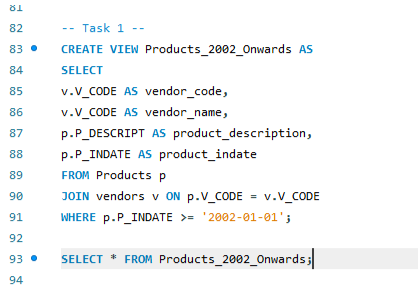 81
82 -- Task 1 --
83 CREATE VIEW Products_2002_Onwards AS
84 SELECT
85 v.V_CODE AS vendor_code,
86 v.V_CODE AS vendor_name,
87 p.P_DESCRIPT AS product_description,
88 p.P_INDATE AS product_indate
89 FROM Products p
90 JOIN vendors v ON p.V_CODE = v.V_CODE
91 WHERE p.P_INDATE >= '2002-01-01';
92
93 SELECT * FROM Products_2002_Onwards;
94